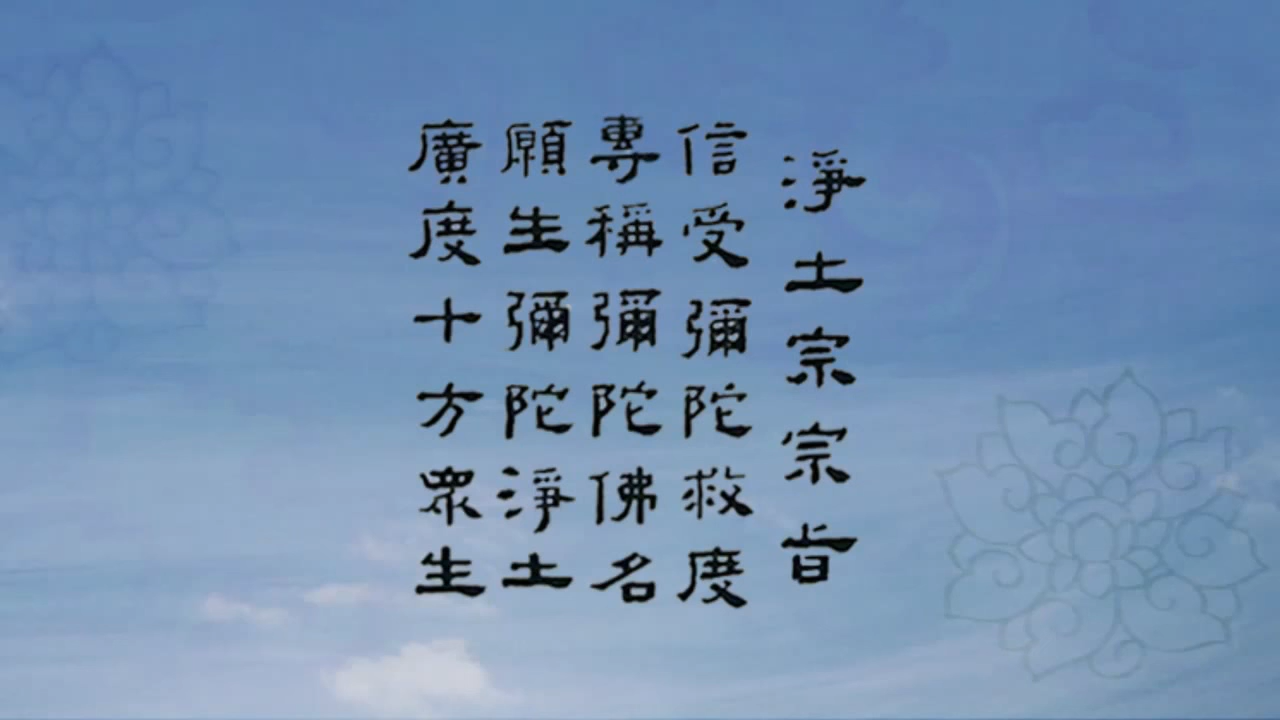 淨土宗宗旨
信受彌陀救度
專稱彌陀佛名
願生彌陀淨土
廣度十方眾生